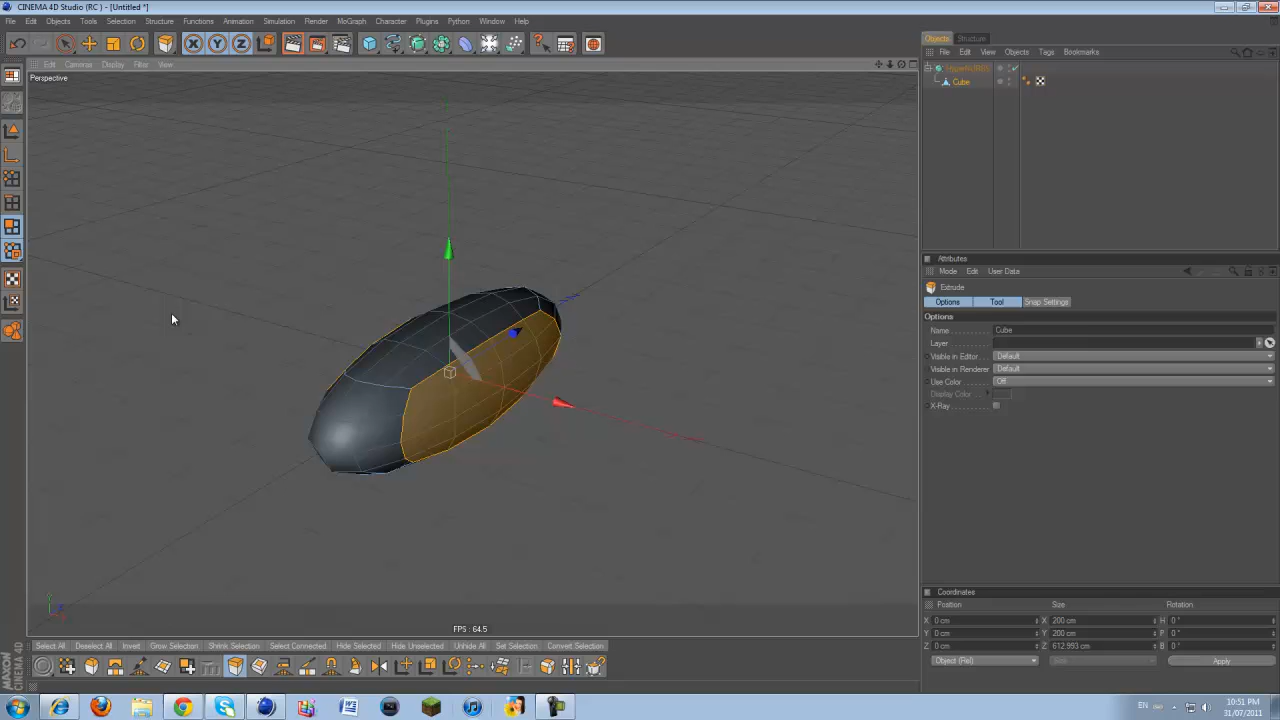 CINEMA 4D Studio (RC) - [Untitled *]
File Edit Objects Tools Selection Structure Functions Animation Simulation Render MoGraph Character Plugins Python Window Help
Objects Structure
File Edit View Objects Tags Bookmarks
Edit Cameras Display Filter View
Perspective
HyperNURBS
Cube
Attributes
Mode Edit User Data
Extrude
Options Tool Snap Settings
Options
Name Cube
Layer
Visible in Editor Default
Visible in Renderer Default
Use Color Off
Display Color
X-Ray
Coordinates
Position Size Rotation
X 0 cm X 200 cm H 0 °
Y 0 cm Y 200 cm P 0 °
Z 0 cm Z 612.993 cm B 0 °
Object (Rel) Size Apply
FPS : 64.5
Select All Deselect All Invert Grow Selection Shrink Selection Select Connected Hide Selected Hide Unselected Unhide All Set Selection Convert Selection
MAXON CINEMA 4D
EN
10:51 PM
31/07/2011